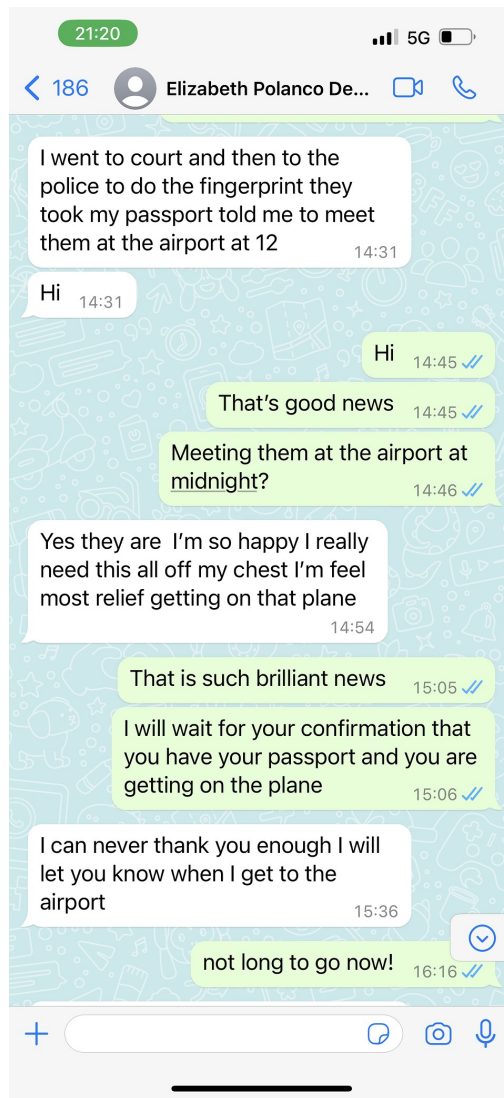 21:20
5G
186
Elizabeth Polanco De...
I went to court and then to the
police to do the fingerprint they
took my passport told me to meet
them at the airport at 12
14:31
Hi
14:31
Hi
14:45
That's good news
14:45
Meeting them at the airport at
midnight?
14:46
Yes they are  I'm so happy I really
need this all off my chest I'm feel
most relief getting on that plane
14:54
That is such brilliant news
15:05
I will wait for your confirmation that
you have your passport and you are
getting on the plane
15:06
I can never thank you enough I will
let you know when I get to the
airport
15:36
not long to go now!
16:16